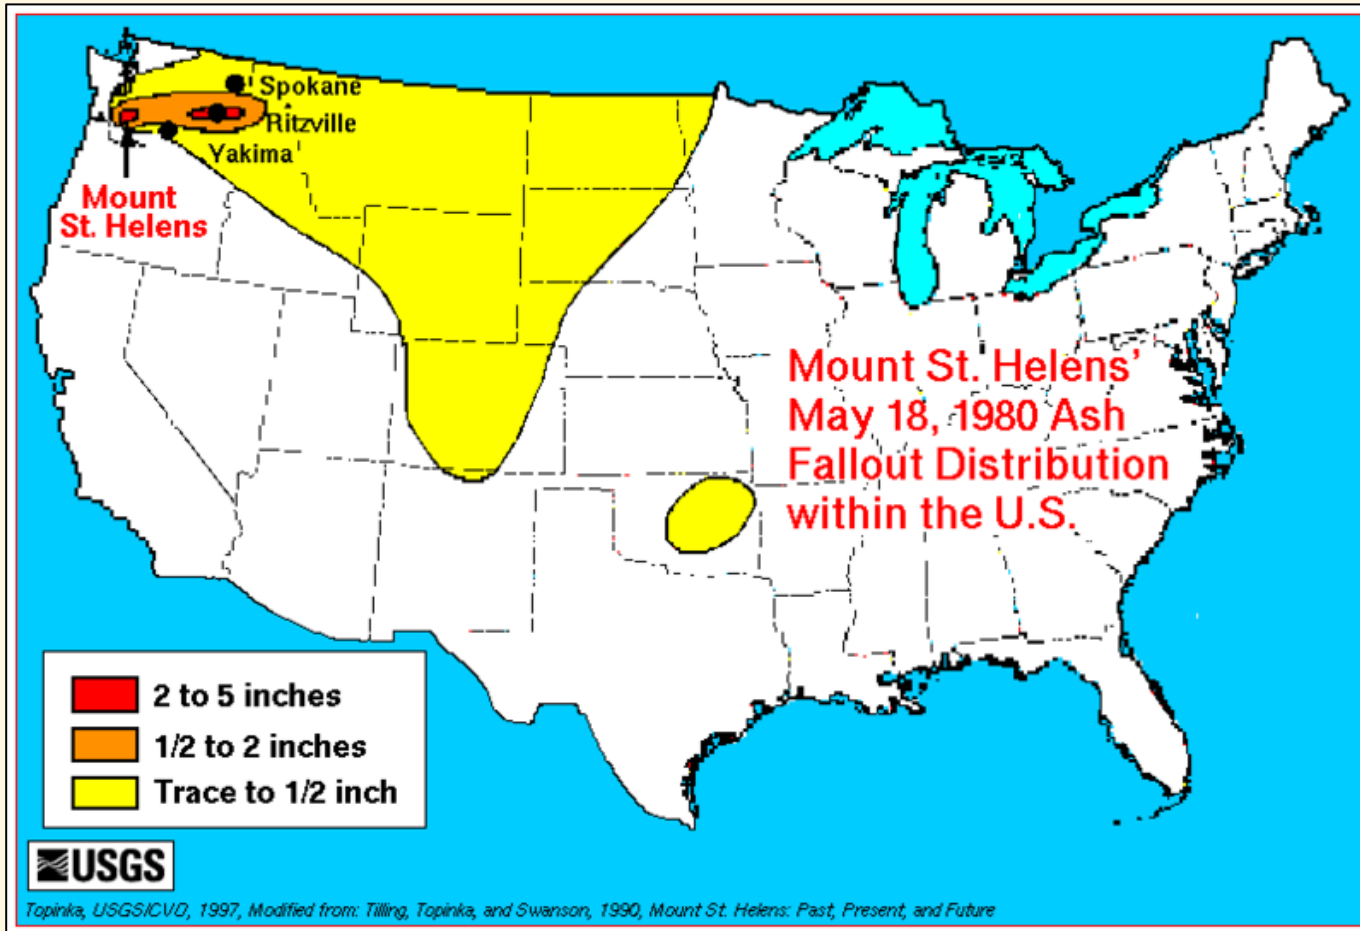 Spokane
Ritzville
Yakima
Mount
St. Helens
Mount St. Helens’
May 18, 1980 Ash
Fallout Distribution
within the U.S.
2 to 5 inches
1/2 to 2 inches
Trace to 1/2 inch
USGS
Topinka, USGS/CVO, 1997, Modified from: Tilling, Topinka, and Swanson, 1990, Mount St. Helens: Past, Present, and Future